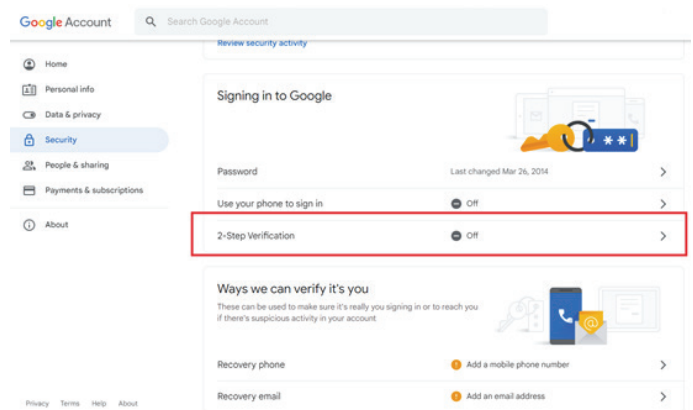 Google Account
Search Google Account
Review security activity
Home
Personal info
Data & privacy
Security
People & sharing
Payments & subscriptions
About
Signing in to Google
**
Password Last changed Mar 26, 2014
Use your phone to sign in Off
2-Step Verification Off
Ways we can verify it's you
These can be used to make sure it's really you signing in or to reach you
if there's suspicious activity in your account
@
Recovery phone Add a mobile phone number
Recovery email Add an email address
Privacy Terms Help About